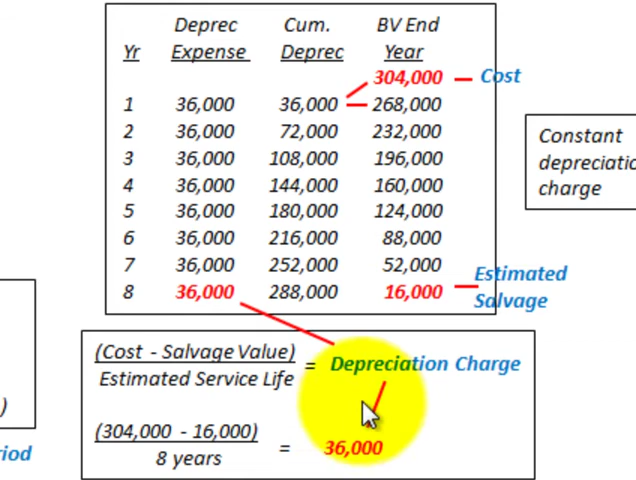 Deprec Cum. BV End
Yr Expense Deprec Year
304,000 Cost
1 36,000 36,000 268,000
2 36,000 72,000 232,000
3 36,000 108,000 196,000
4 36,000 144,000 160,000
5 36,000 180,000 124,000
6 36,000 216,000 88,000
7 36,000 252,000 52,000
8 36,000 288,000 16,000
Estimated
Salvage
Constant
depreciatio
charge
(Cost - Salvage Value)
Estimated Service Life
= Depreciation Charge
(304,000 - 16,000)
8 years
= 36,000
)
riod